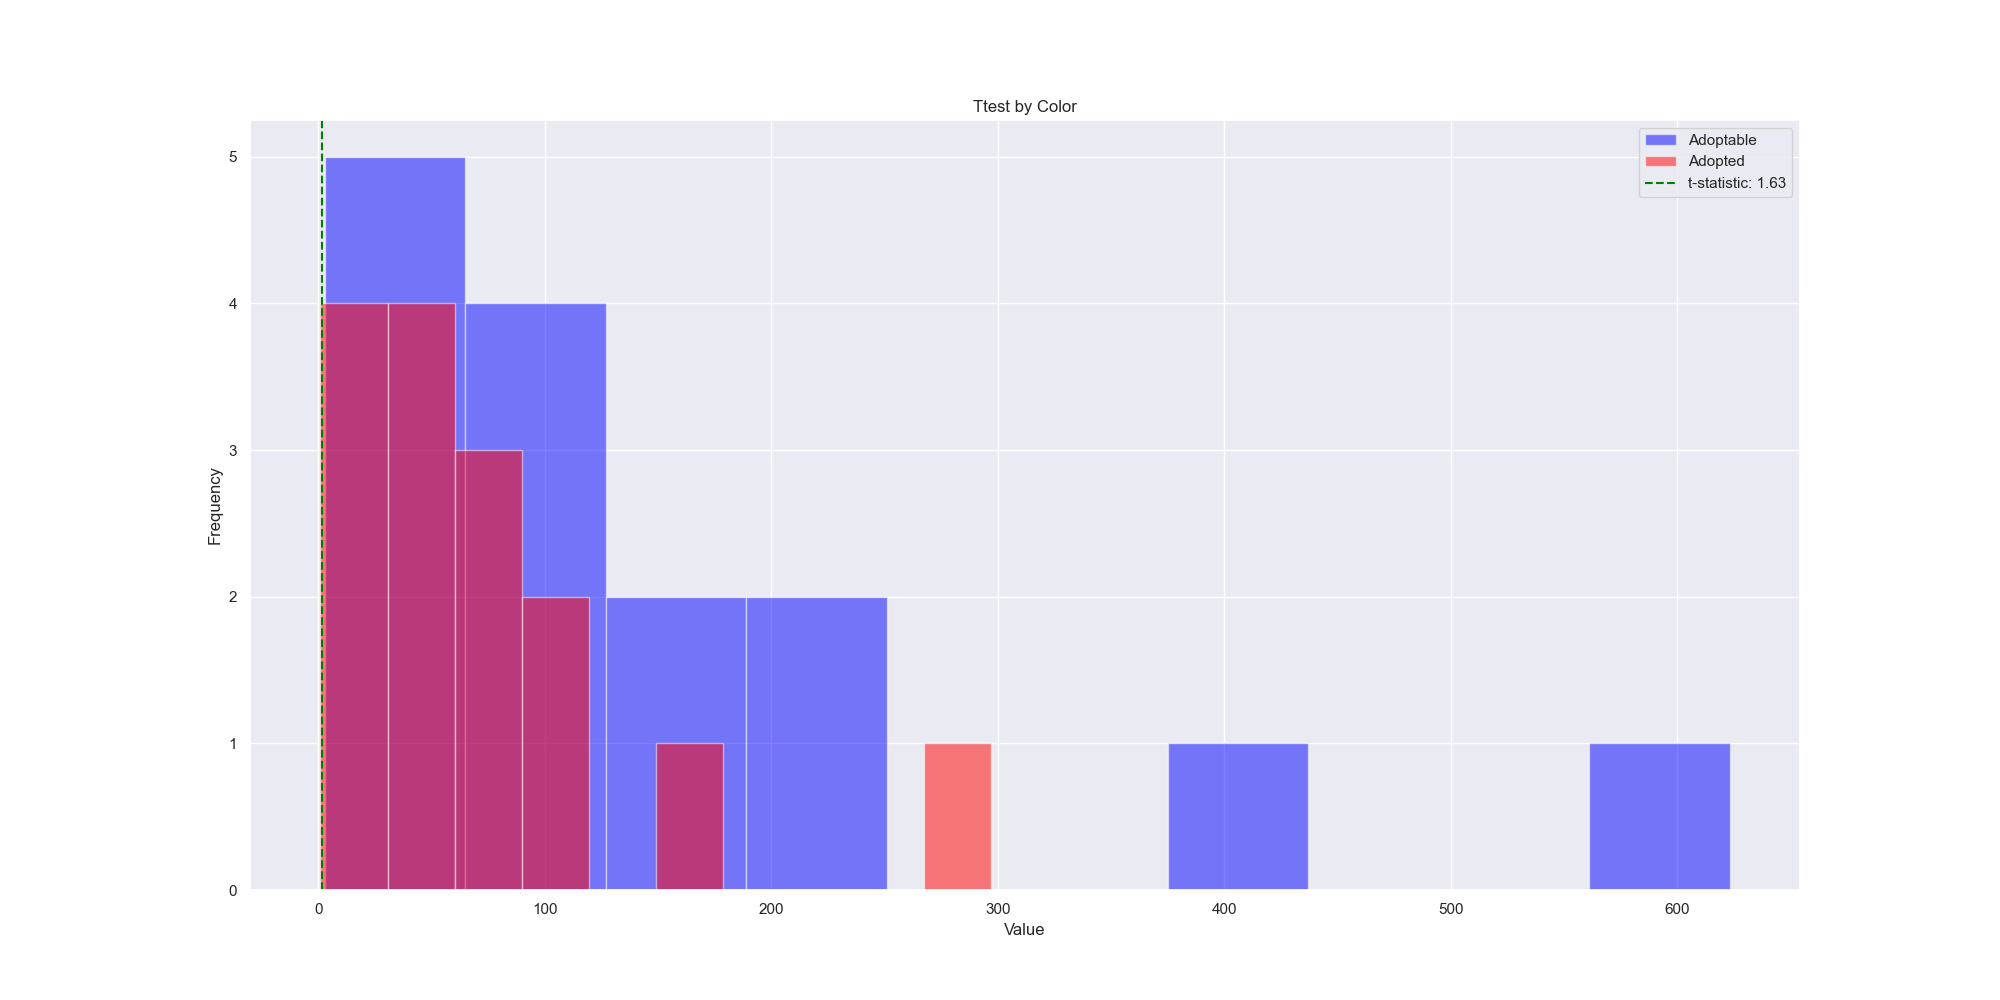 Ttest by Color
Adoptable
Adopted
t-statistic: 1.63
5
4
3
2
1
0
Frequency
0 100 200 300 400 500 600
Value